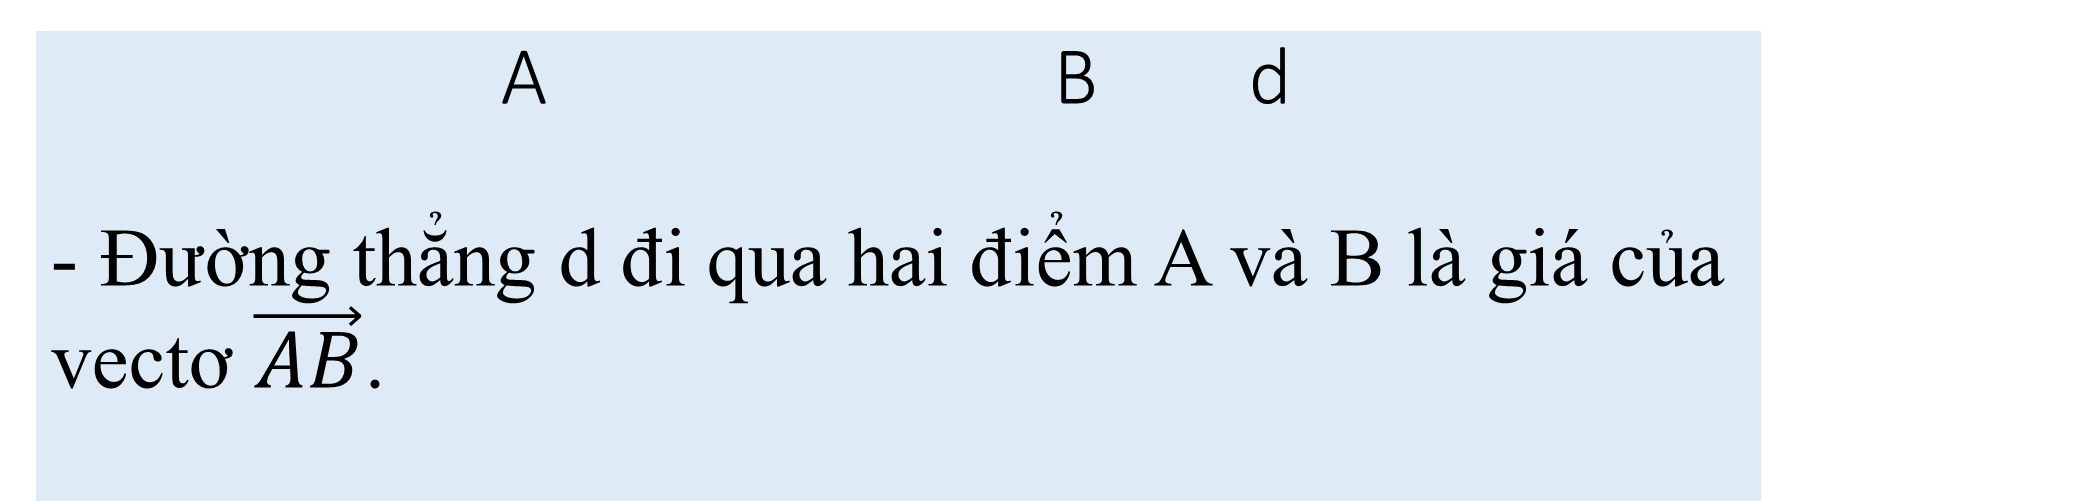 A B d
- Đường thẳng d đi qua hai điểm A và B là giá của
vectơ $\overrightarrow{AB}$.